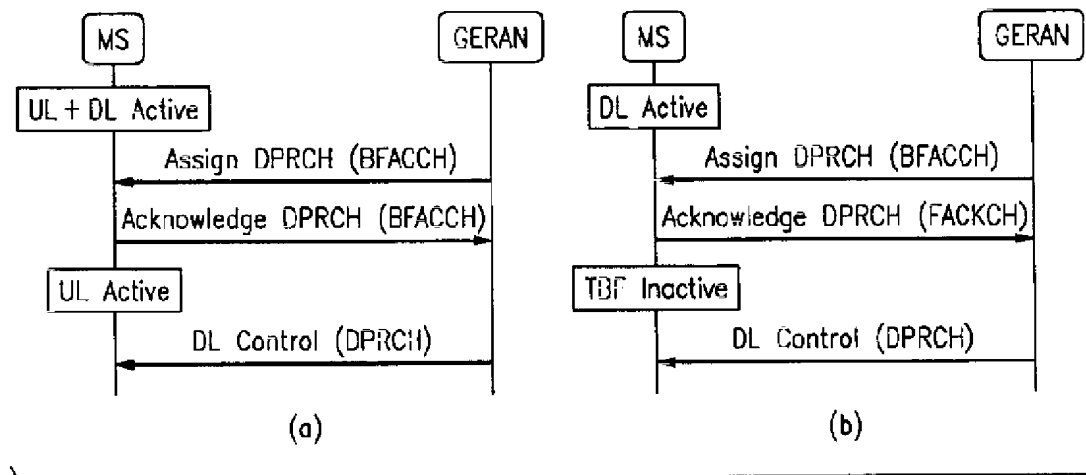 MS
GERAN
UL + DL Active
Assign DPRCH (BFACCH)
Acknowledge DPRCH (BFACCH)
UL Active
DL Control (DPRCH)
(a)
MS
GERAN
DL Active
Assign DPRCH (BFACCH)
Acknowledge DPRCH (FACKCH)
TBF Inactive
DL Control (DPRCH)
(b)